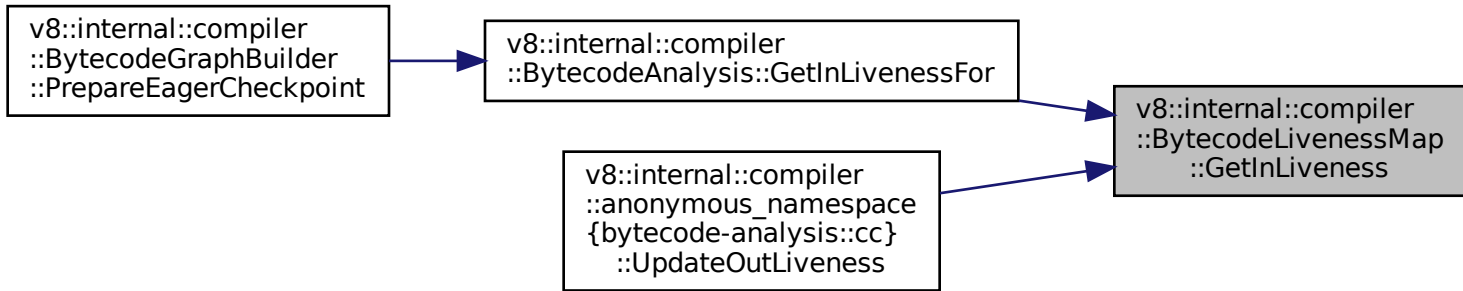 v8::internal::compiler
::BytecodeGraphBuilder
::PrepareEagerCheckpoint
v8::internal::compiler
::BytecodeAnalysis::GetInLivenessFor
v8::internal::compiler
::BytecodeLivenessMap
::GetInLiveness
v8::internal::compiler
::anonymous_namespace
{bytecode-analysis::cc}
::UpdateOutLiveness